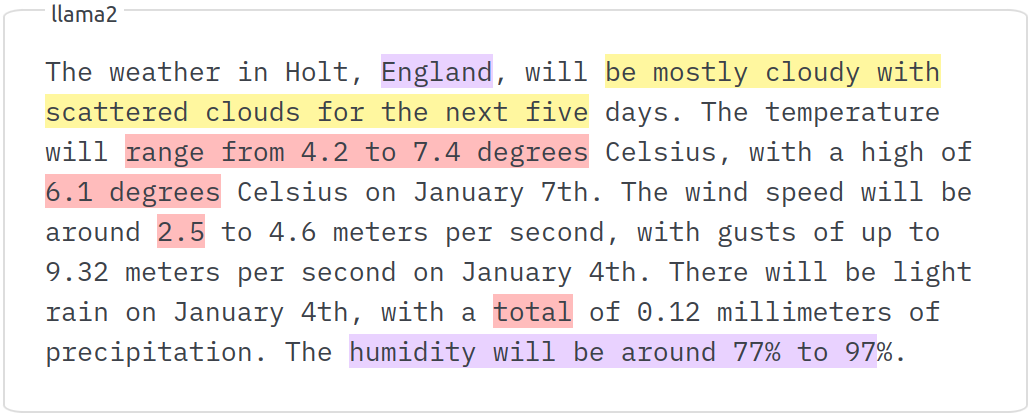 llama2
The weather in Holt, England, will be mostly cloudy with
scattered clouds for the next five days. The temperature
will range from 4.2 to 7.4 degrees Celsius, with a high of
6.1 degrees Celsius on January 7th. The wind speed will be
around 2.5 to 4.6 meters per second, with gusts of up to
9.32 meters per second on January 4th. There will be light
rain on January 4th, with a total of 0.12 millimeters of
precipitation. The humidity will be around 77% to 97%.